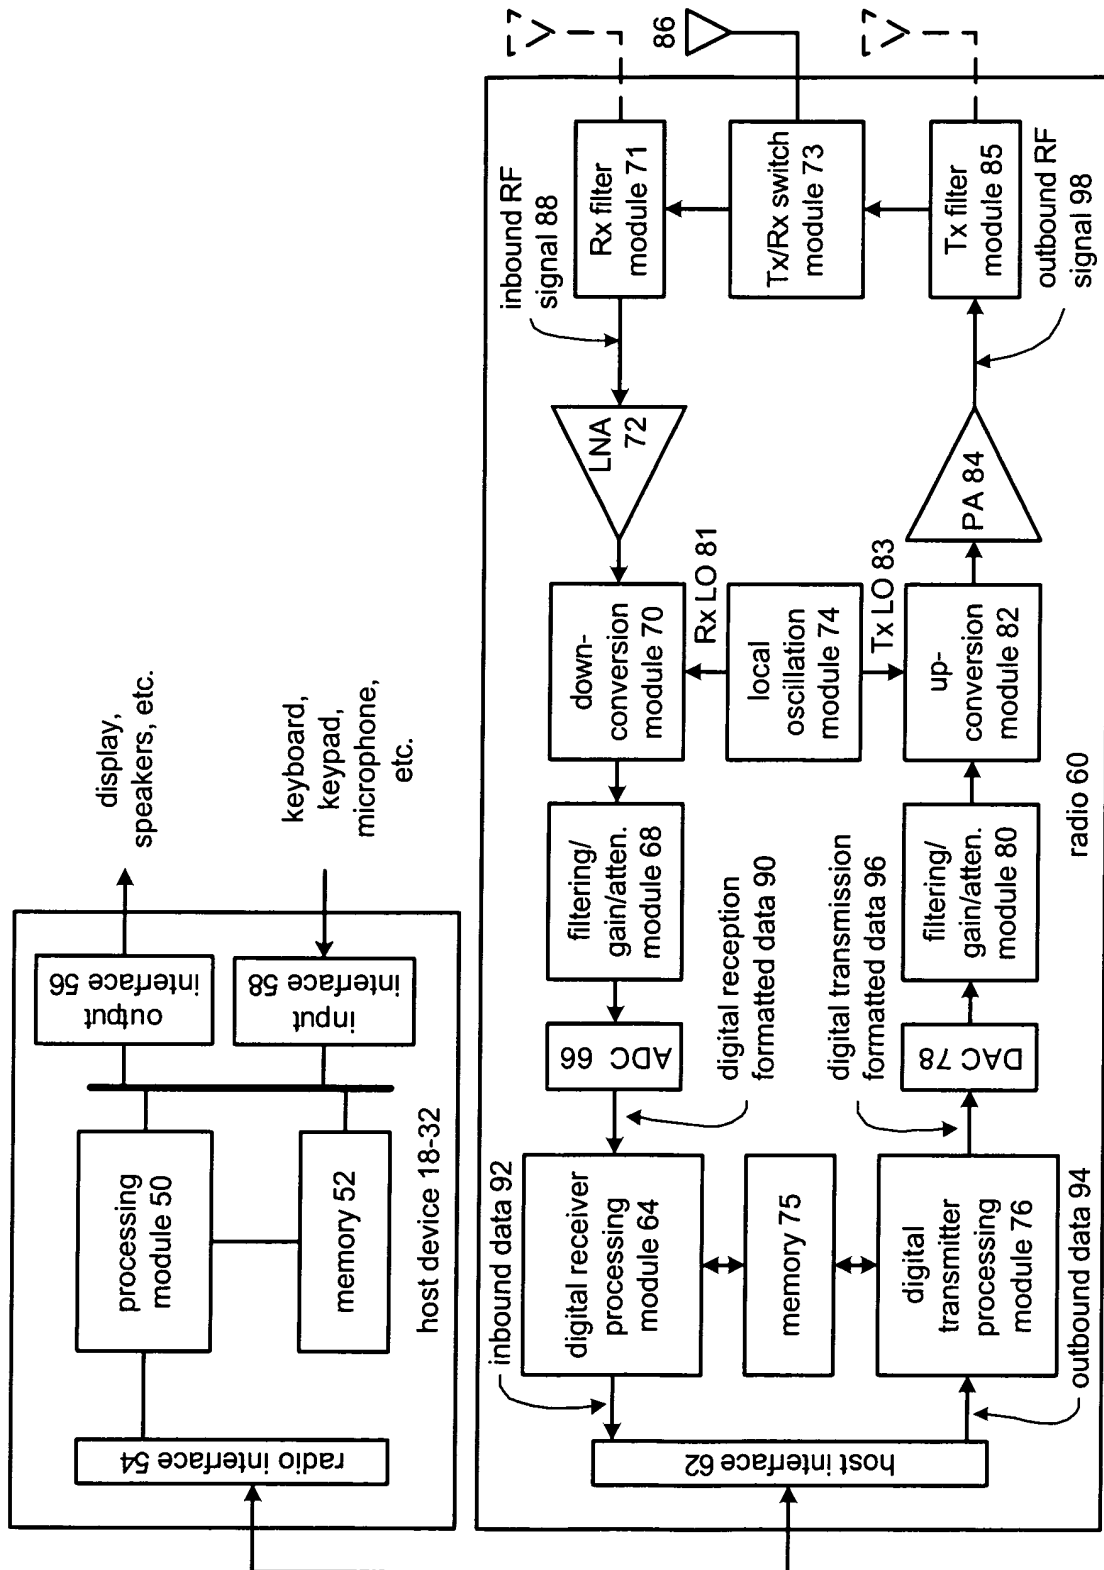 display,
speakers, etc.
keyboard,
keypad,
microphone,
etc.
output
interface 56
input
interface 58
processing
module 50
memory 52
radio interface 54
host device 18-32
86
Rx filter
module 71
Tx/Rx switch
module 73
Tx filter
module 85
inbound RF
signal 88
outbound RF
signal 98
LNA
72
PA 84
down-
conversion
module 70
Rx LO 81
local
oscillation
module 74
Tx LO 83
up-
conversion
module 82
filtering/
gain/atten.
module 68
filtering/
gain/atten.
module 80
radio 60
ADC 66
digital reception
formatted data 90
digital transmission
formatted data 96
DAC 78
inbound data 92
digital receiver
processing
module 64
memory 75
digital
transmitter
processing
module 76
outbound data 94
host interface 62